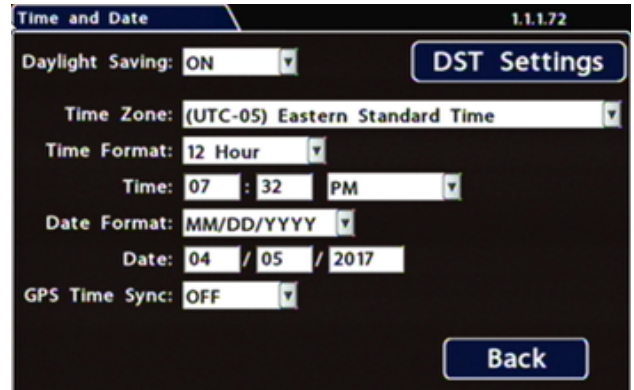 Time and Date 1.1.1.72
Daylight Saving: ON DST Settings
Time Zone: (UTC-05) Eastern Standard Time
Time Format: 12 Hour
Time: 07 : 32 PM
Date Format: MM/DD/YYYY
Date: 04 / 05 / 2017
GPS Time Sync: OFF
Back